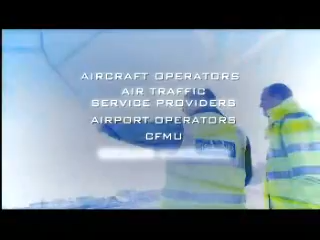 AIRCRAFT OPERATORS
AIR TRAFFIC
SERVICE PROVIDERS
AIRPORT OPERATORS
CFMU